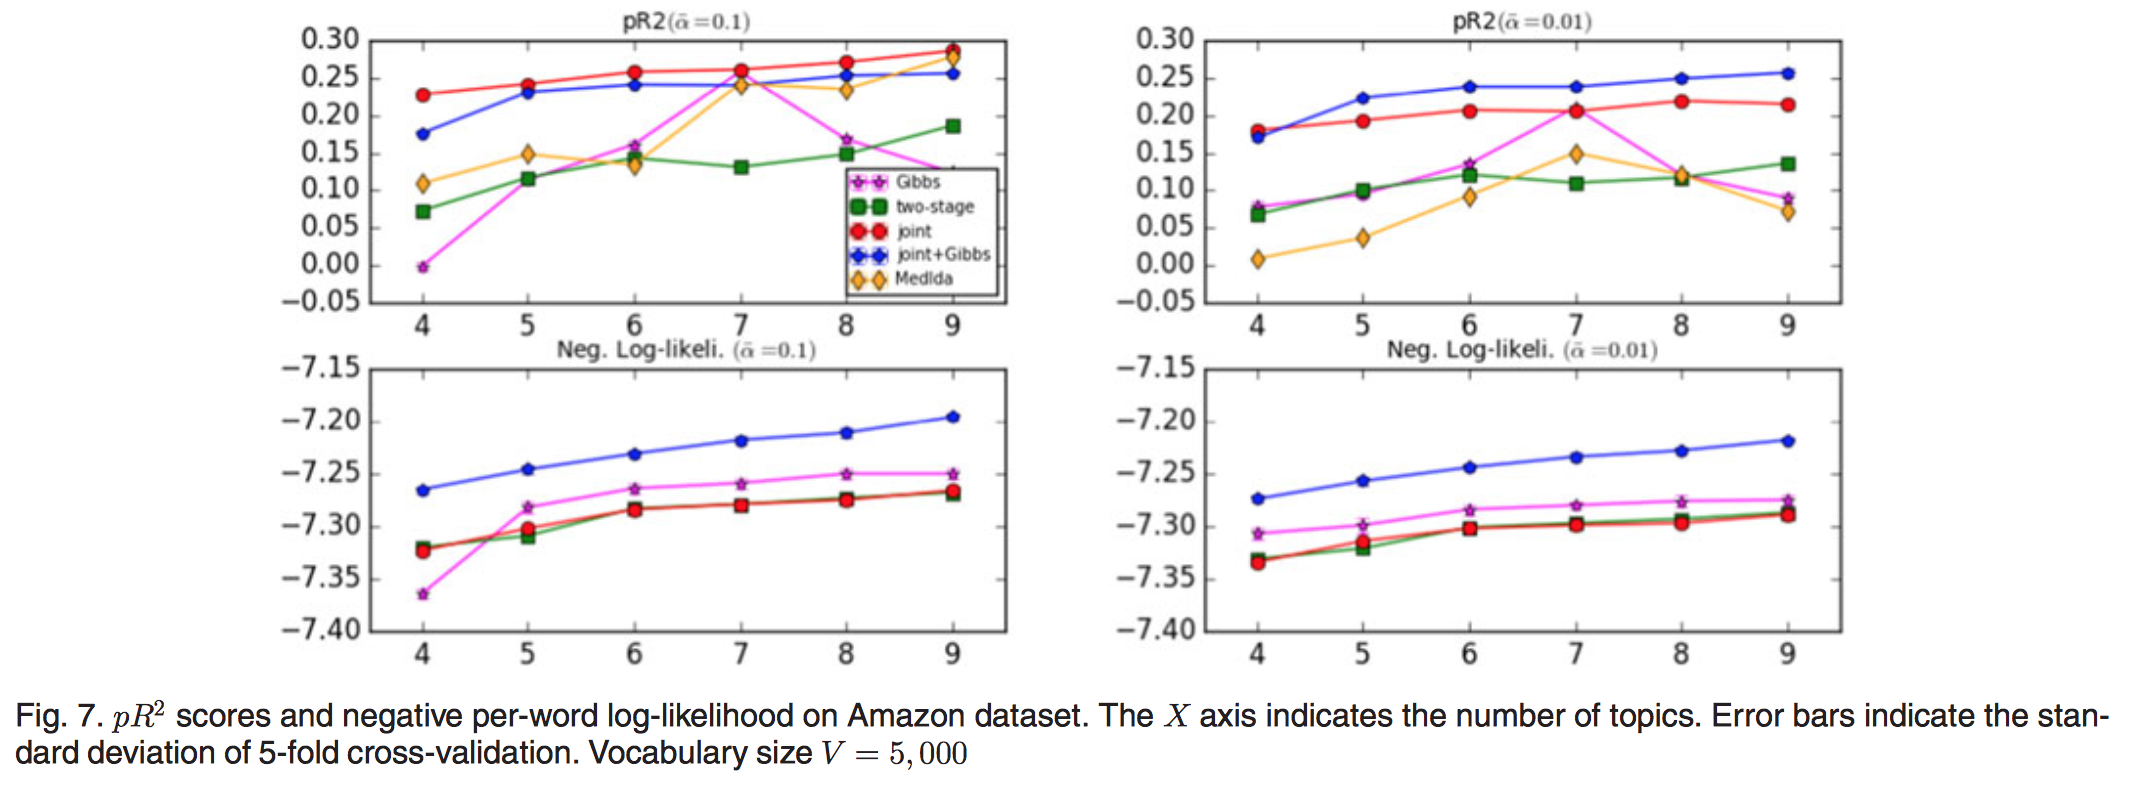 pR2(ᾱ=0.1)
0.30
0.25
0.20
0.15
0.10
0.05
0.00
−0.05
4 5 6 7 8 9
Gibbs
two-stage
joint
joint+Gibbs
Medlda
pR2(ᾱ=0.01)
0.30
0.25
0.20
0.15
0.10
0.05
0.00
−0.05
4 5 6 7 8 9
Neg. Log-likeli. (ᾱ=0.1)
−7.15
−7.20
−7.25
−7.30
−7.35
−7.40
4 5 6 7 8 9
Neg. Log-likeli. (ᾱ=0.01)
−7.15
−7.20
−7.25
−7.30
−7.35
−7.40
4 5 6 7 8 9
Fig. 7. pR² scores and negative per-word log-likelihood on Amazon dataset. The X axis indicates the number of topics. Error bars indicate the stan-
dard deviation of 5-fold cross-validation. Vocabulary size V = 5,000